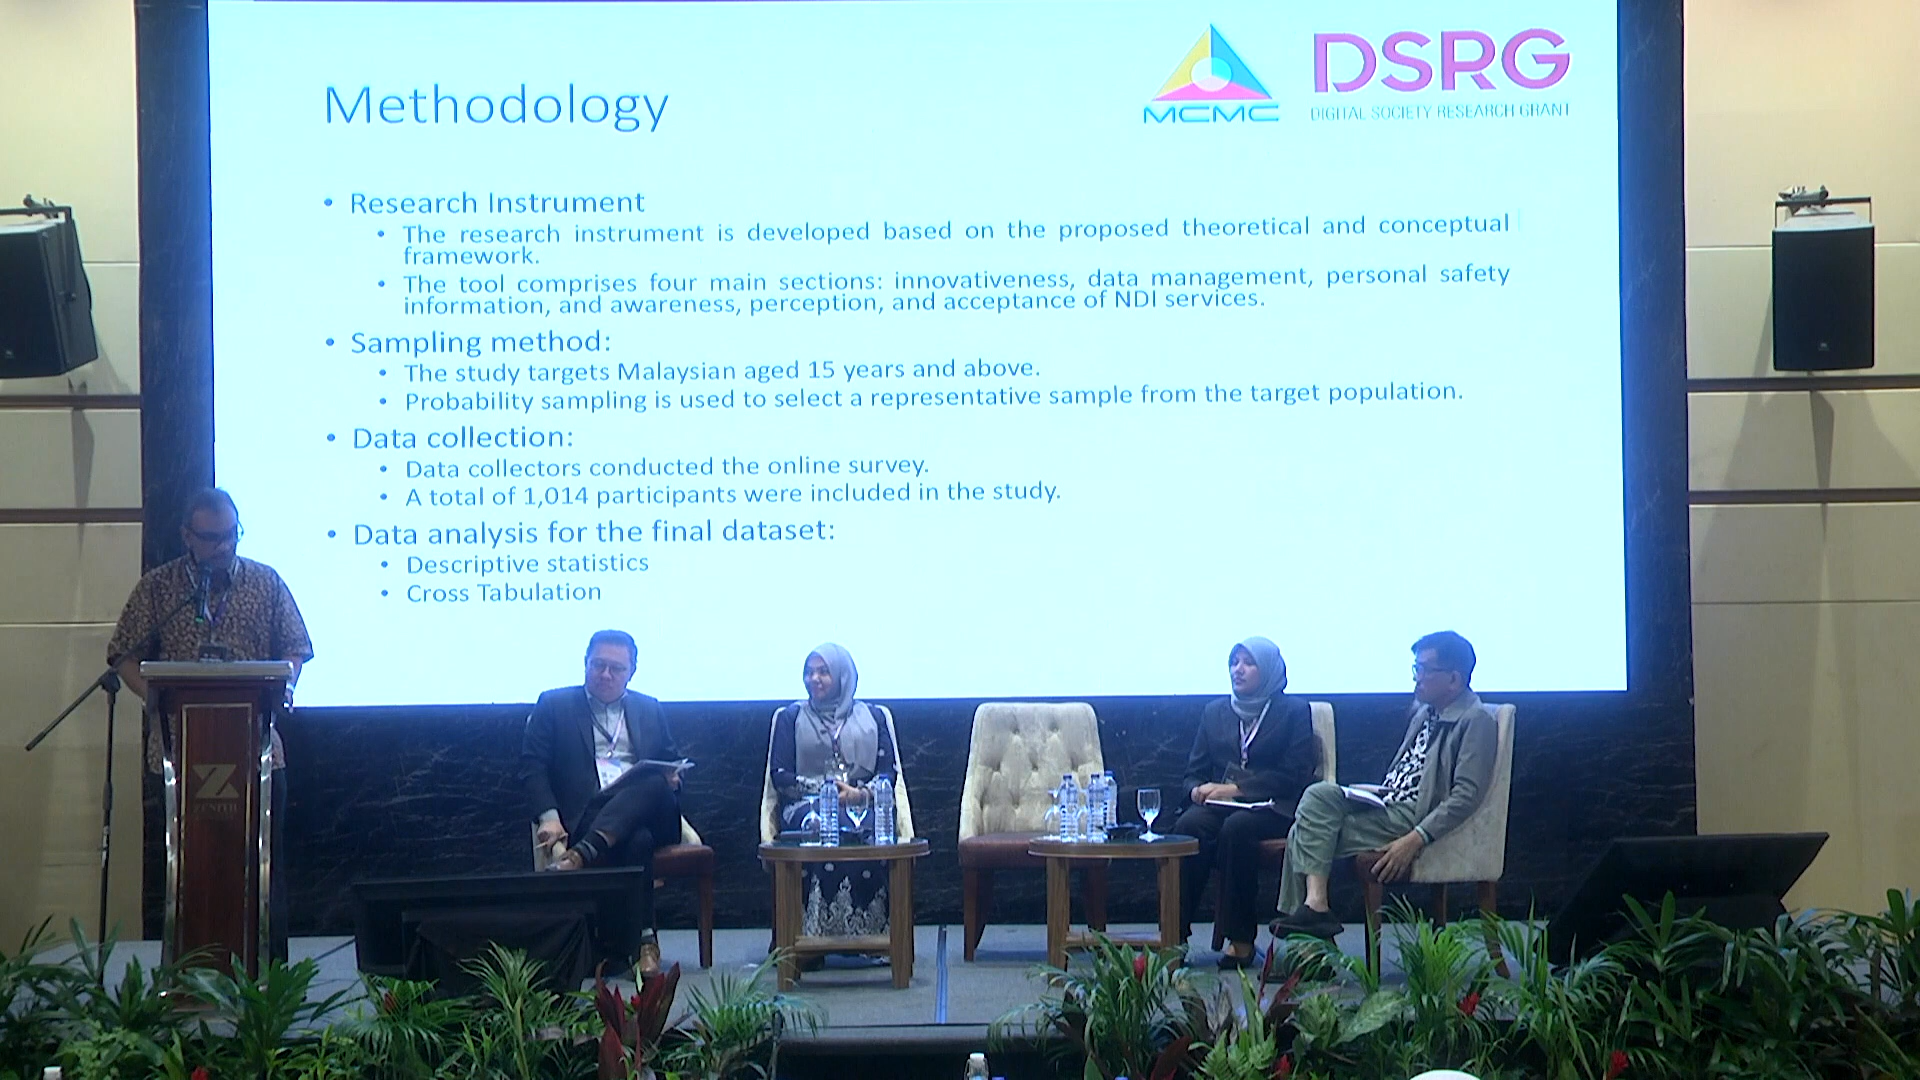 Methodology
MCMC
DSRG
DIGITAL SOCIETY RESEARCH GRANT
• Research Instrument
• The research instrument is developed based on the proposed theoretical and conceptual
framework.
• The tool comprises four main sections: innovativeness, data management, personal safety
information, and awareness, perception, and acceptance of NDI services.
• Sampling method:
• The study targets Malaysian aged 15 years and above.
• Probability sampling is used to select a representative sample from the target population.
• Data collection:
• Data collectors conducted the online survey.
• A total of 1,014 participants were included in the study.
• Data analysis for the final dataset:
• Descriptive statistics
• Cross Tabulation
ZENITH